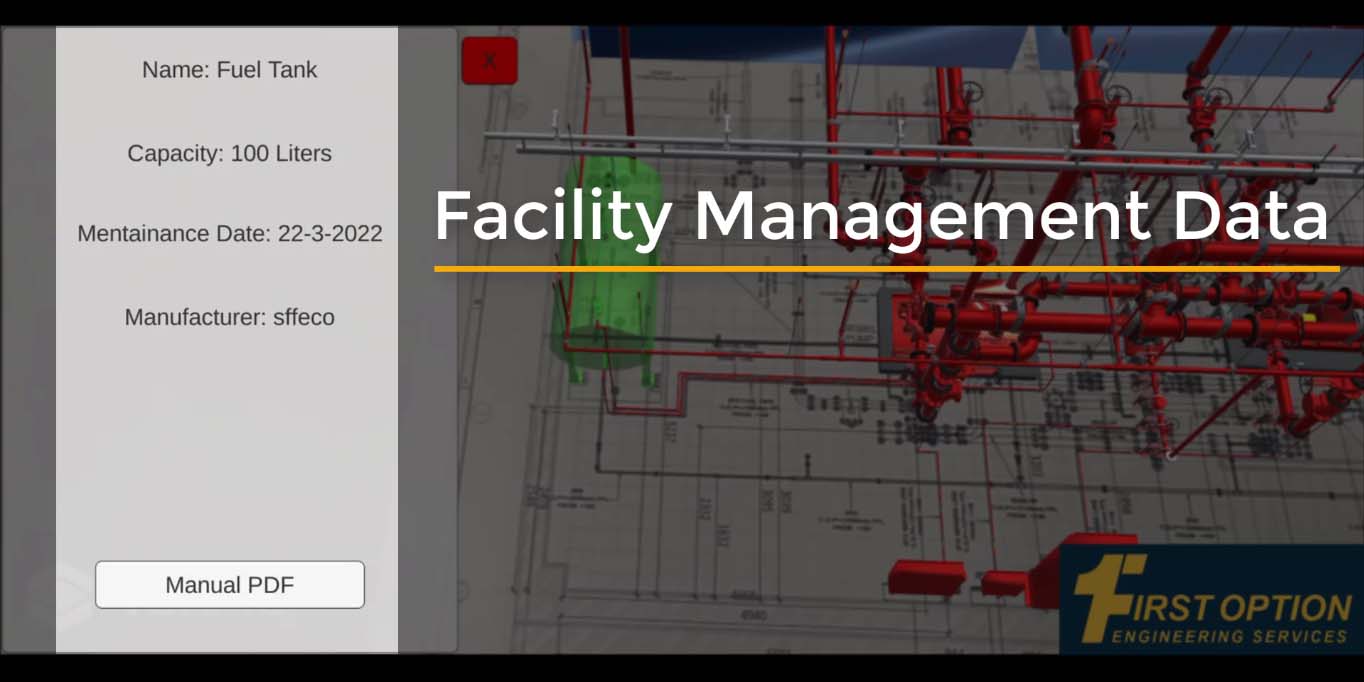 Name: Fuel Tank
X
Capacity: 100 Liters
Facility Management Data
Mentainance Date: 22-3-2022
Manufacturer: sffeco
Manual PDF
4940
FIRST OPTION
ENGINEERING SERVICES